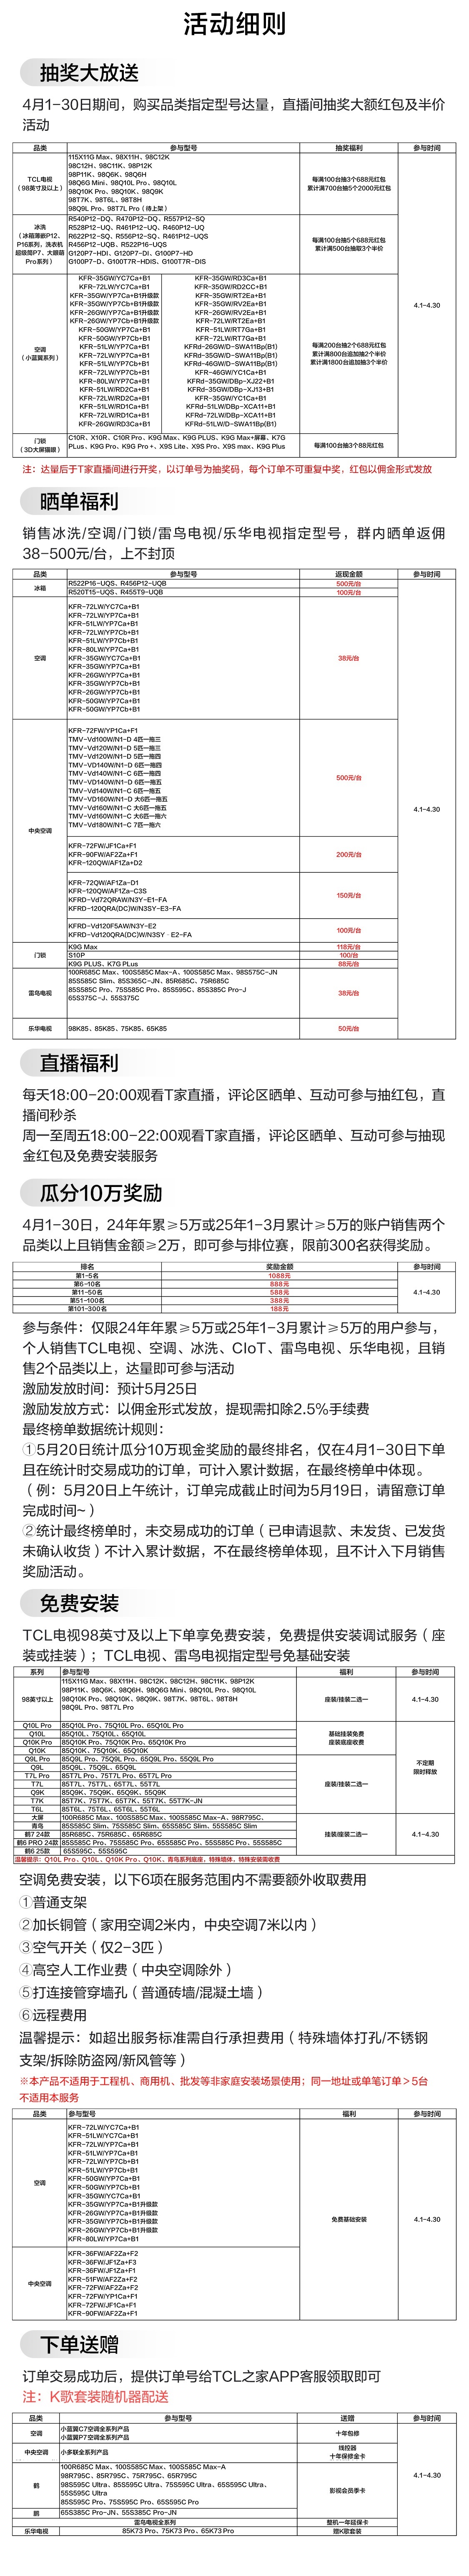 活动细则
抽奖大放送
4月1-30日期间，购买品类指定型号达量，直播间抽奖大额红包及半价
活动
品类 参与型号 抽奖福利 参与时间
TCL电视
（98英寸及以上）
115X11G Max、98X11H、98C12K
98C12H、98C11K、98P12K
98P11K、98Q6K、98Q6H
98Q6G Mini、98Q10L Pro、98Q10L
98Q10K Pro、98Q10K、98Q9K
98T7K、98T6L、98T8H
98Q9L Pro、98T7L Pro（待上架）
每满100台抽3个688元红包
累计满700台抽5个2000元红包
冰洗
（冰箱薄嵌P12、
P16系列，洗衣机
超级筒P7、大眼萌
Pro系列）
R540P12-DQ、R470P12-DQ、R557P12-SQ
R528P12-UQ、R461P12-UQ、R460P12-UQ
R622P12-SQ、R556P12-SQ、R461P12-UQS
R456P12-UQB、R522P16-UQS
G120P7-HDI、G120P7-DI、G100P7-HD
G100P7-D、G100T7R-HDIS、G100T7R-DIS
每满100台抽5个688元红包
累计满500台抽取3个半价
4.1-4.30
空调
（小蓝翼系列）
KFR-35GW/YC7Ca+B1 KFR-35GW/RD3Ca+B1
KFR-72LW/YC7Ca+B1 KFR-35GW/RD2CC+B1
KFR-35GW/YP7Ca+B1升级款 KFR-35GW/RT2Ea+B1
KFR-35GW/YP7Cb+B1升级款 KFR-35GW/RV2Ea+B1
KFR-26GW/YP7Ca+B1升级款 KFR-26GW/RV2Ea+B1
KFR-26GW/YP7Cb+B1升级款 KFR-72LW/RT2Ea+B1
KFR-50GW/YP7Ca+B1 KFR-51LW/RT7Ga+B1
KFR-50GW/YP7Cb+B1 KFR-72LW/RT7Ga+B1
KFR-51LW/YP7Ca+B1 KFRd-26GW/D-SWA11Bp(B1)
KFR-72LW/YP7Ca+B1 KFRd-35GW/D-SWA11Bp(B1)
KFR-51LW/YP7Cb+B1 KFRd-46GW/D-SWA11Bp(B1)
KFR-72LW/YP7Cb+B1 KFR-46GW/YC1Ca+B1
KFR-80LW/YP7Ca+B1 KFRd-35GW/DBp-XJ22+B1
KFR-51LW/RD2Ca+B1 KFRd-35GW/DBp-XJ13+B1
KFR-72LW/RD2Ca+B1 KFR-35GW/YC1Ca+B1
KFR-51LW/RD1Ca+B1 KFRd-51LW/DBp-XCA11+B1
KFR-72LW/RD1Ca+B1 KFRd-72LW/DBp-XCA11+B1
KFR-26GW/RD3Ca+B1 KFRd-51LW/D-SWA11Bp(B1)
每满200台抽2个688元红包
累计满800台追加抽2个半价
累计满1800台追加抽3个半价
门锁
（3D大屏猫眼）
C10R、X10R、C10R Pro、K9G Max、K9G PLUS、K9G Max+屏幕、K7G
PLus、K9G Pro、K9G Pro +、X9S Lite、X9S Pro、X9S max、K9G Plus
每满100台抽3个88元红包
注：达量后于T家直播间进行开奖，以订单号为抽奖码，每个订单不可重复中奖，红包以佣金形式发放
晒单福利
销售冰洗/空调/门锁/雷鸟电视/乐华电视指定型号，群内晒单返佣
38-500元/台，上不封顶
品类 参与型号 返现金额 参与时间
冰箱
R522P16-UQS、R456P12-UQB 500元/台
R520T15-UQS、R455T9-UQB 100元/台
空调
KFR-72LW/YC7Ca+B1
KFR-72LW/YP7Ca+B1
KFR-51LW/YP7Ca+B1
KFR-72LW/YP7Cb+B1
KFR-51LW/YP7Cb+B1
KFR-80LW/YP7Ca+B1
KFR-35GW/YC7Ca+B1
KFR-35GW/YP7Ca+B1
KFR-26GW/YP7Ca+B1
KFR-35GW/YP7Cb+B1
KFR-26GW/YP7Cb+B1
KFR-50GW/YP7Ca+B1
KFR-50GW/YP7Cb+B1
38元/台
4.1-4.30
中央空调
KFR-72FW/YP1Ca+F1
TMV-Vd100W/N1-D 4匹一拖三
TMV-Vd120W/N1-D 5匹一拖三
TMV-Vd120W/N1-D 5匹一拖四
TMV-VD140W/N1-D 6匹一拖四
TMV-Vd140W/N1-C 6匹一拖四
TMV-VD140W/N1-D 6匹一拖五
TMV-Vd140W/N1-C 6匹一拖五
TMV-VD160W/N1-D 大6匹一拖五
TMV-Vd160W/N1-C 大6匹一拖五
TMV-Vd160W/N1-C 大6匹一拖六
TMV-Vd180W/N1-C 7匹一拖六
500元/台
KFR-72FW/JF1Ca+F1
KFR-90FW/AF2Za+F1
KFR-120QW/AF1Za+D2
200元/台
KFR-72QW/AF1Za-D1
KFR-120QW/AF1Za-C3S
KFRD-Vd72QRAW/N3Y-E1-FA
KFRD-120QRA(DC)W/N3SY-E3-FA
150元/台
KFRD-Vd120F5AW/N3Y-E2
KFRD-Vd120QRA(DC)W/N3SY E2-FA
100元/台
门锁
K9G Max 118元/台
S10P 100/台
K9G PLUS、K7G PLus 88元/台
雷鸟电视
100R685C Max、100S585C Max-A、100S585C Max、98S575C-JN
85S585C Slim、85S365C-JN、85R685C、75R685C
85S585C Pro、75S585C Pro、85S595C、85S385C Pro-J
65S375C-J、55S375C
38元/台
乐华电视 98K85、85K85、75K85、65K85 50元/台
直播福利
每天18:00-20:00观看T家直播，评论区晒单、互动可参与抽红包，直
播间秒杀
周一至周五18:00-22:00观看T家直播，评论区晒单、互动可参与抽现
金红包及免费安装服务
瓜分10万奖励
4月1-30日，24年年累≥5万或25年1-3月累计≥5万的账户销售两个
品类以上且销售金额≥2万，即可参与排位赛，限前300名获得奖励。
排名 奖励金额 参与时间
第1-5名 1088元
第6-10名 888元
第11-50名 588元 4.1-4.30
第51-100名 388元
第101-300名 188元
参与条件：仅限24年年累≥5万或25年1-3月累计≥5万的用户参与，
个人销售TCL电视、空调、冰洗、CIoT、雷鸟电视、乐华电视，且销
售2个品类以上，达量即可参与活动
激励发放时间：预计5月25日
激励发放方式：以佣金形式发放，提现需扣除2.5%手续费
最终榜单数据统计规则：
①5月20日统计瓜分10万现金奖励的最终排名，仅在4月1-30日下单
且在统计时交易成功的订单，可计入累计数据，在最终榜单中体现。
（例：5月20日上午统计，订单完成截止时间为5月19日，请留意订单
完成时间~）
②统计最终榜单时，未交易成功的订单（已申请退款、未发货、已发货
未确认收货）不计入累计数据，不在最终榜单体现，且不计入下月销售
奖励活动。
免费安装
TCL电视98英寸及以上下单享免费安装，免费提供安装调试服务（座
装或挂装）；TCL电视、雷鸟电视指定型号免基础安装
系列 参与型号 福利 参与时间
98英寸以上
115X11G Max、98X11H、98C12K、98C12H、98C11K、98P12K
98P11K、98Q6K、98Q6H、98Q6G Mini、98Q10L Pro、98Q10L
98Q10K Pro、98Q10K、98Q9K、98T7K、98T6L、98T8H
98Q9L Pro、98T7L Pro
座装/挂装二选一 4.1-4.30
Q10L Pro 85Q10L Pro、75Q10L Pro、65Q10L Pro
Q10L 85Q10L、75Q10L、65Q10L
Q10K Pro 85Q10K Pro、75Q10K Pro、65Q10K Pro
Q10K 85Q10K、75Q10K、65Q10K
基础挂装免费
座装底座收费
Q9L Pro 85Q9L Pro、75Q9L Pro、65Q9L Pro、55Q9L Pro
Q9L 85Q9L、75Q9L、65Q9L
T7L Pro 85T7L Pro、75T7L Pro、65T7L Pro
T7L 85T7L、75T7L、65T7L、55T7L
Q9K 85Q9K、75Q9K、65Q9K、55Q9K
T7K 85T7K、75T7K、65T7K、55T7K、55T7K-JN
T6L 85T6L、75T6L、65T6L、55T6L
座装/挂装二选一
不定期
限时释放
大屏 100R685C Max、100S585C Max、100S585C Max-A、98R795C、
青鸟 85S585C Slim、75S585C Slim、65S585C Slim、55S585C Slim
鹤7 24款 85R685C、75R685C、65R685C
鹤6 PRO 24款 85S585C Pro、75S585C Pro、65S585C Pro、55S585C Pro、55S585C
鹤6 25款 65S595C、55S595C
挂装/座装二选一 4.1-4.30
温馨提示：Q10L Pro、Q10L、Q10K Pro、Q10K、青鸟系列底座，特殊墙体，特殊安装需收费
空调免费安装，以下6项在服务范围内不需要额外收取费用
①普通支架
②加长铜管（家用空调2米内，中央空调7米以内）
③空气开关（仅2-3匹）
④高空人工作业费（中央空调除外）
⑤打连接管穿墙孔（普通砖墙/混凝土墙）
⑥远程费用
温馨提示：如超出服务标准需自行承担费用（特殊墙体打孔/不锈钢
支架/拆除防盗网/新风管等）
※本产品不适用于工程机、商用机、批发等非家庭安装场景使用；同一地址或单笔订单＞5台
不适用本服务
品类 参与型号 福利 参与时间
空调
KFR-72LW/YC7Ca+B1
KFR-51LW/YC7Ca+B1
KFR-72LW/YP7Ca+B1
KFR-51LW/YP7Ca+B1
KFR-72LW/YP7Cb+B1
KFR-51LW/YP7Cb+B1
KFR-50GW/YP7Ca+B1
KFR-50GW/YP7Cb+B1
KFR-35GW/YC7Ca+B1
KFR-35GW/YP7Ca+B1升级款
KFR-26GW/YP7Ca+B1升级款
KFR-35GW/YP7Cb+B1升级款
KFR-26GW/YP7Cb+B1升级款
KFR-80LW/YP7Ca+B1
免费基础安装 4.1-4.30
中央空调
KFR-36FW/AF2Za+F2
KFR-36FW/JF1Za+F3
KFR-36FW/JF1Za+F1
KFR-51FW/AF2Za+F2
KFR-72FW/AF2Za+F2
KFR-72FW/YP1Ca+F1
KFR-72FW/JF1Ca+F1
KFR-90FW/AF2Za+F1
下单送赠
订单交易成功后，提供订单号给TCL之家APP客服领取即可
注：K歌套装随机器配送
品类 参与型号 送赠 参与时间
空调
小蓝翼C7空调全系列产品
小蓝翼P7空调全系列产品
十年包修
中央空调 小多联全系列产品
线控器
十年保修金卡
4.1-4.30
鹤
100R685C Max、100S585C Max、100S585C Max-A
98R795C、85R795C、75R795C、65R795C
98S595C Ultra、85S595C Ultra、75S595C Ultra、65S595C Ultra、
55S595C Ultra
85S595C Pro、75S595C Pro、65S595C Pro
影视会员季卡
鹏 65S385C Pro-JN、55S385C Pro-JN
雷鸟电视全系列 整机一年延保卡
乐华电视 85K73 Pro、75K73 Pro、65K73 Pro 赠K歌套装